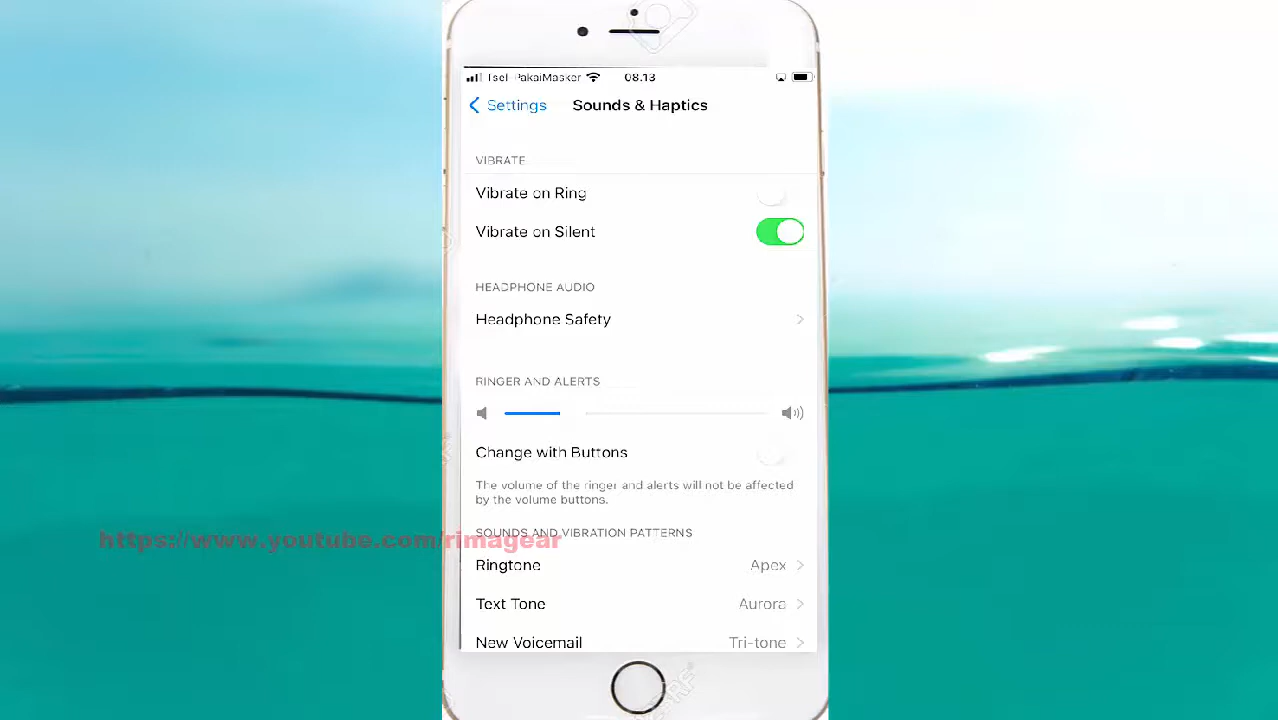 Tsel-PakaiMasker 08.13
Settings Sounds & Haptics
VIBRATE
Vibrate on Ring
Vibrate on Silent
HEADPHONE AUDIO
Headphone Safety
RINGER AND ALERTS
Change with Buttons
The volume of the ringer and alerts will not be affected
by the volume buttons.
SOUNDS AND VIBRATION PATTERNS
https://www.youtube.com/rimagear
Ringtone Apex
Text Tone Aurora
New Voicemail Tri-tone